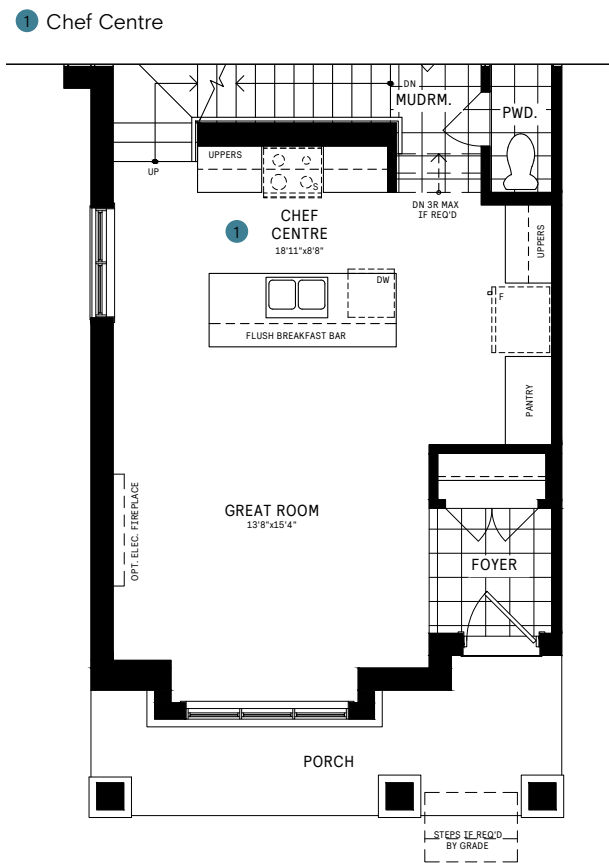 1 Chef Centre
DN
MUDRM.
PWD.
UPPERS
UP
S
DN 3R MAX
IF REQ'D
CHEF
CENTRE
18'11"x8'8"
1
UPPERS
DW
F
FLUSH BREAKFAST BAR
PANTRY
GREAT ROOM
13'8"x15'4"
OPT. ELEC. FIREPLACE
FOYER
PORCH
STEPS IF REQ'D
BY GRADE